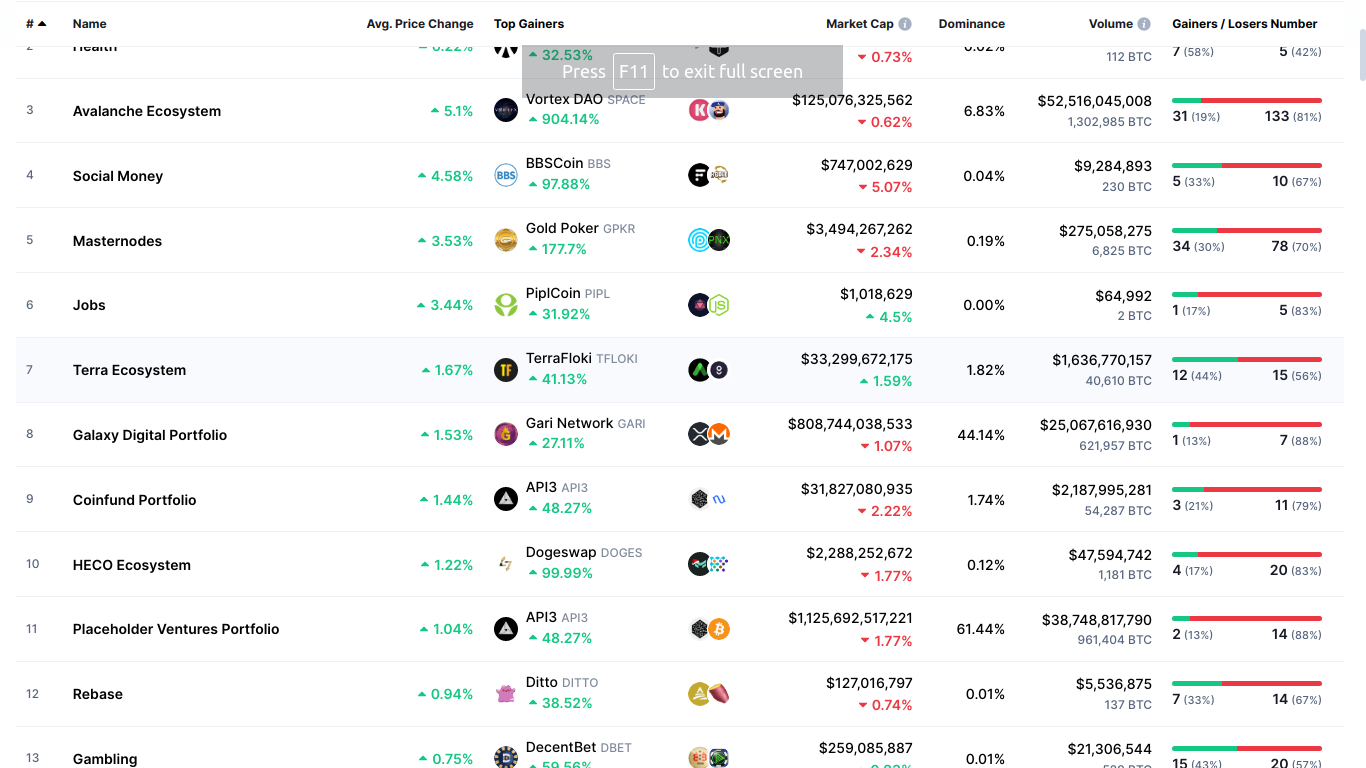 # Name Avg. Price Change Top Gainers Market Cap Dominance Volume Gainers / Losers Number
2 Health 6.22% 32.53% 0.73% 0.02% 112 BTC 7 (58%) 5 (42%)
Press F11 to exit full screen
3 Avalanche Ecosystem 5.1% Vortex DAO SPACE 904.14% $125,076,325,562 0.62% 6.83% $52,516,045,008 1,302,985 BTC 31 (19%) 133 (81%)
4 Social Money 4.58% BBSCoin BBS 97.88% $747,002,629 5.07% 0.04% $9,284,893 230 BTC 5 (33%) 10 (67%)
5 Masternodes 3.53% Gold Poker GPKR 177.7% $3,494,267,262 2.34% 0.19% $275,058,275 6,825 BTC 34 (30%) 78 (70%)
6 Jobs 3.44% PiplCoin PIPL 31.92% $1,018,629 4.5% 0.00% $64,992 2 BTC 1 (17%) 5 (83%)
7 Terra Ecosystem 1.67% TerraFloki TFLOKI 41.13% $33,299,672,175 1.59% 1.82% $1,636,770,157 40,610 BTC 12 (44%) 15 (56%)
8 Galaxy Digital Portfolio 1.53% Gari Network GARI 27.11% $808,744,038,533 1.07% 44.14% $25,067,616,930 621,957 BTC 1 (13%) 7 (88%)
9 Coinfund Portfolio 1.44% API3 API3 48.27% $31,827,080,935 2.22% 1.74% $2,187,995,281 54,287 BTC 3 (21%) 11 (79%)
10 HECO Ecosystem 1.22% Dogeswap DOGES 99.99% $2,288,252,672 1.77% 0.12% $47,594,742 1,181 BTC 4 (17%) 20 (83%)
11 Placeholder Ventures Portfolio 1.04% API3 API3 48.27% $1,125,692,517,221 1.77% 61.44% $38,748,817,790 961,404 BTC 2 (13%) 14 (88%)
12 Rebase 0.94% Ditto DITTO 38.52% $127,016,797 0.74% 0.01% $5,536,875 137 BTC 7 (33%) 14 (67%)
13 Gambling 0.75% DecentBet DBET 59.56% $259,085,887 0.01% $21,306,544 15 (43%) 20 (57%)